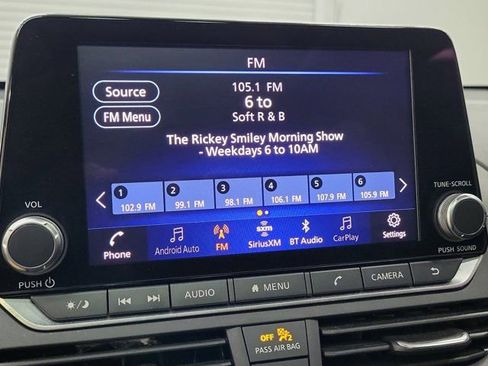 FM
Source
105.1 FM
6 to
FM Menu
Soft R & B
The Rickey Smiley Morning Show
- Weekdays 6 to 10AM
1 2 3 4 5 6
102.9 FM 99.1 FM 98.1 FM 106.1 FM 107.9 FM 105.9 FM
VOL
TUNE·SCROLL
Phone Android Auto FM SiriusXM BT Audio CarPlay Settings
sxm
PUSH
PUSH SOUND
AUDIO MENU CAMERA
OFF 2
PASS AIR BAG